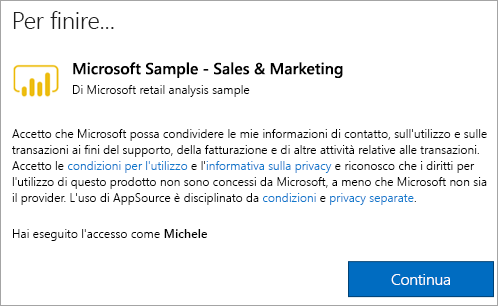 Per finire...
Microsoft Sample - Sales & Marketing
Di Microsoft retail analysis sample
Accetto che Microsoft possa condividere le mie informazioni di contatto, sull'utilizzo e sulle
transazioni ai fini del supporto, della fatturazione e di altre attività relative alle transazioni.
Accetto le condizioni per l'utilizzo e l'informativa sulla privacy e riconosco che i diritti per
l'utilizzo di questo prodotto non sono concessi da Microsoft, a meno che Microsoft non sia
il provider. L'uso di AppSource è disciplinato da condizioni e privacy separate.
Hai eseguito l'accesso come Michele
Continua